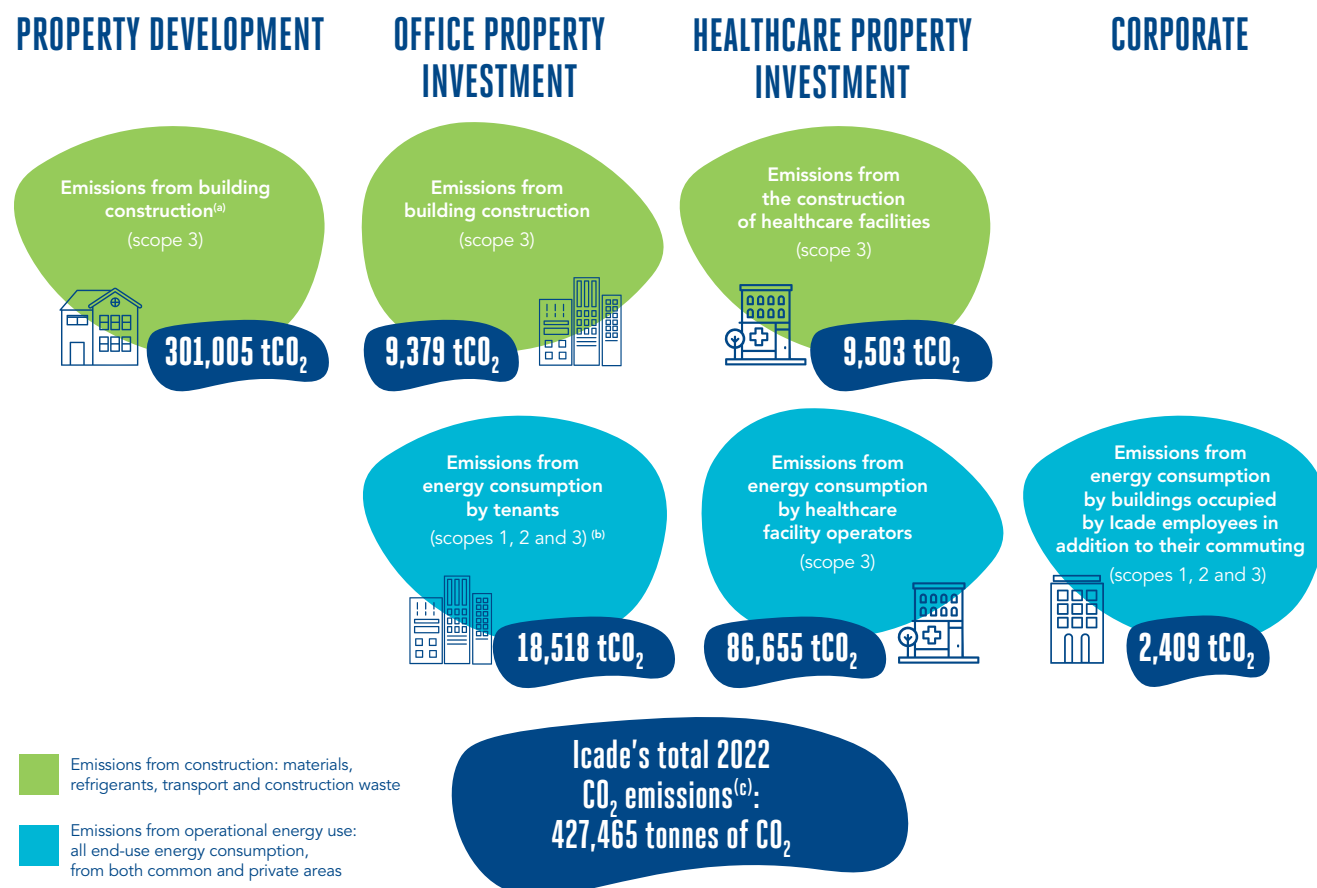 PROPERTY DEVELOPMENT
OFFICE PROPERTY
INVESTMENT
HEALTHCARE PROPERTY
INVESTMENT
CORPORATE
Emissions from building
construction(a)
(scope 3)
301,005 tCO₂
Emissions from
building construction
(scope 3)
9,379 tCO₂
Emissions from
the construction
of healthcare facilities
(scope 3)
9,503 tCO₂
Emissions from
energy consumption
by tenants
(scopes 1, 2 and 3) (b)
18,518 tCO₂
Emissions from
energy consumption
by healthcare
facility operators
(scope 3)
86,655 tCO₂
Emissions from
energy consumption
by buildings occupied
by Icade employees in
addition to their commuting
(scopes 1, 2 and 3)
2,409 tCO₂
Emissions from construction: materials,
refrigerants, transport and construction waste
Emissions from operational energy use:
all end-use energy consumption,
from both common and private areas
Icade's total 2022
CO₂ emissions(c):
427,465 tonnes of CO₂